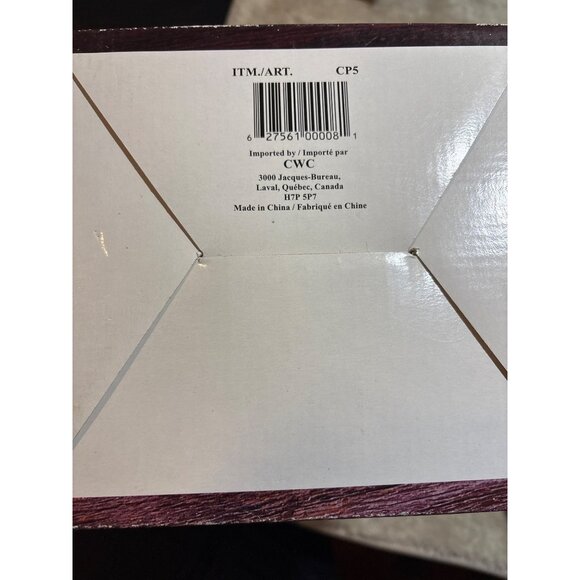 ITM./ART. CP5
6 27561 00008 1
Imported by / Importé par
CWC
3000 Jacques-Bureau,
Laval, Québec, Canada
H7P 5P7
Made in China / Fabriqué en Chine